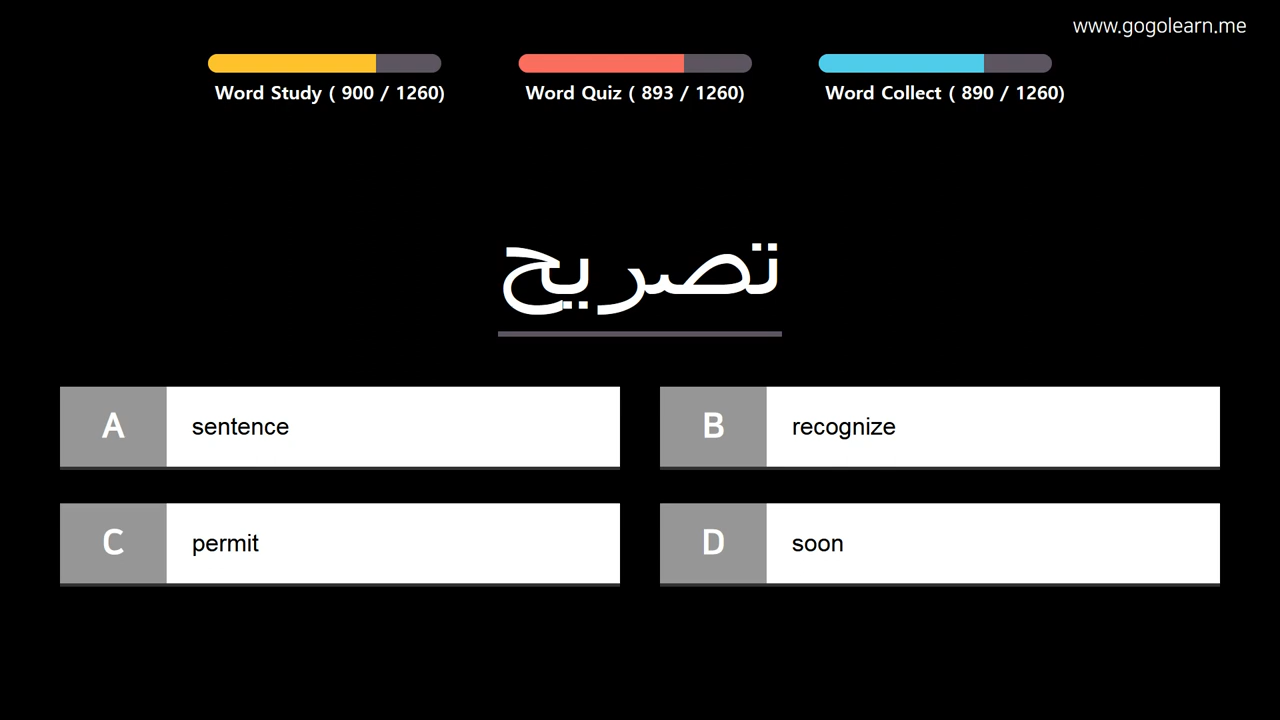 www.gogolearn.me
Word Study ( 900 / 1260)
Word Quiz ( 893 / 1260)
Word Collect ( 890 / 1260)
تصريح
A sentence
B recognize
C permit
D soon